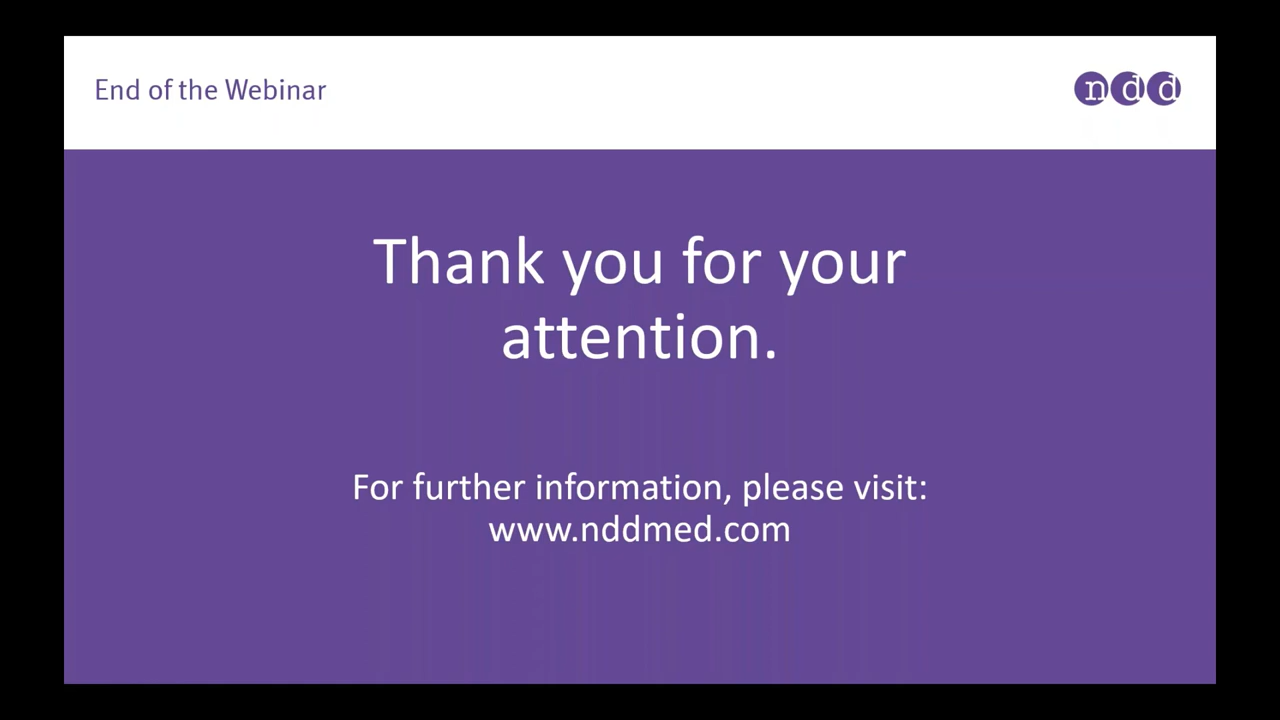 End of the Webinar
ndd
Thank you for your
attention.
For further information, please visit:
www.nddmed.com